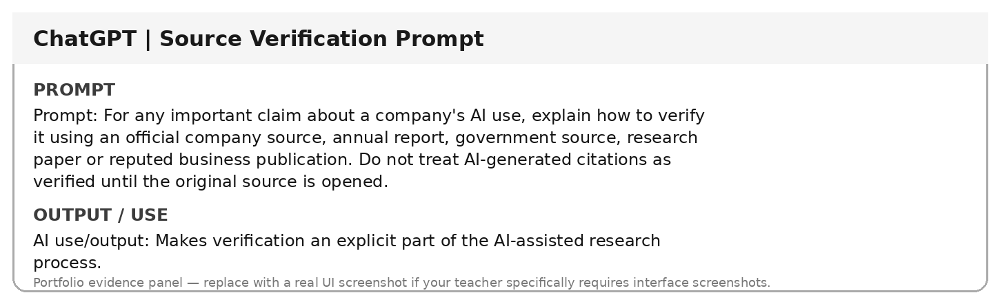 ChatGPT | Source Verification Prompt
PROMPT
Prompt: For any important claim about a company's AI use, explain how to verify
it using an official company source, annual report, government source, research
paper or reputed business publication. Do not treat AI-generated citations as
verified until the original source is opened.
OUTPUT / USE
AI use/output: Makes verification an explicit part of the AI-assisted research
process.
Portfolio evidence panel — replace with a real UI screenshot if your teacher specifically requires interface screenshots.